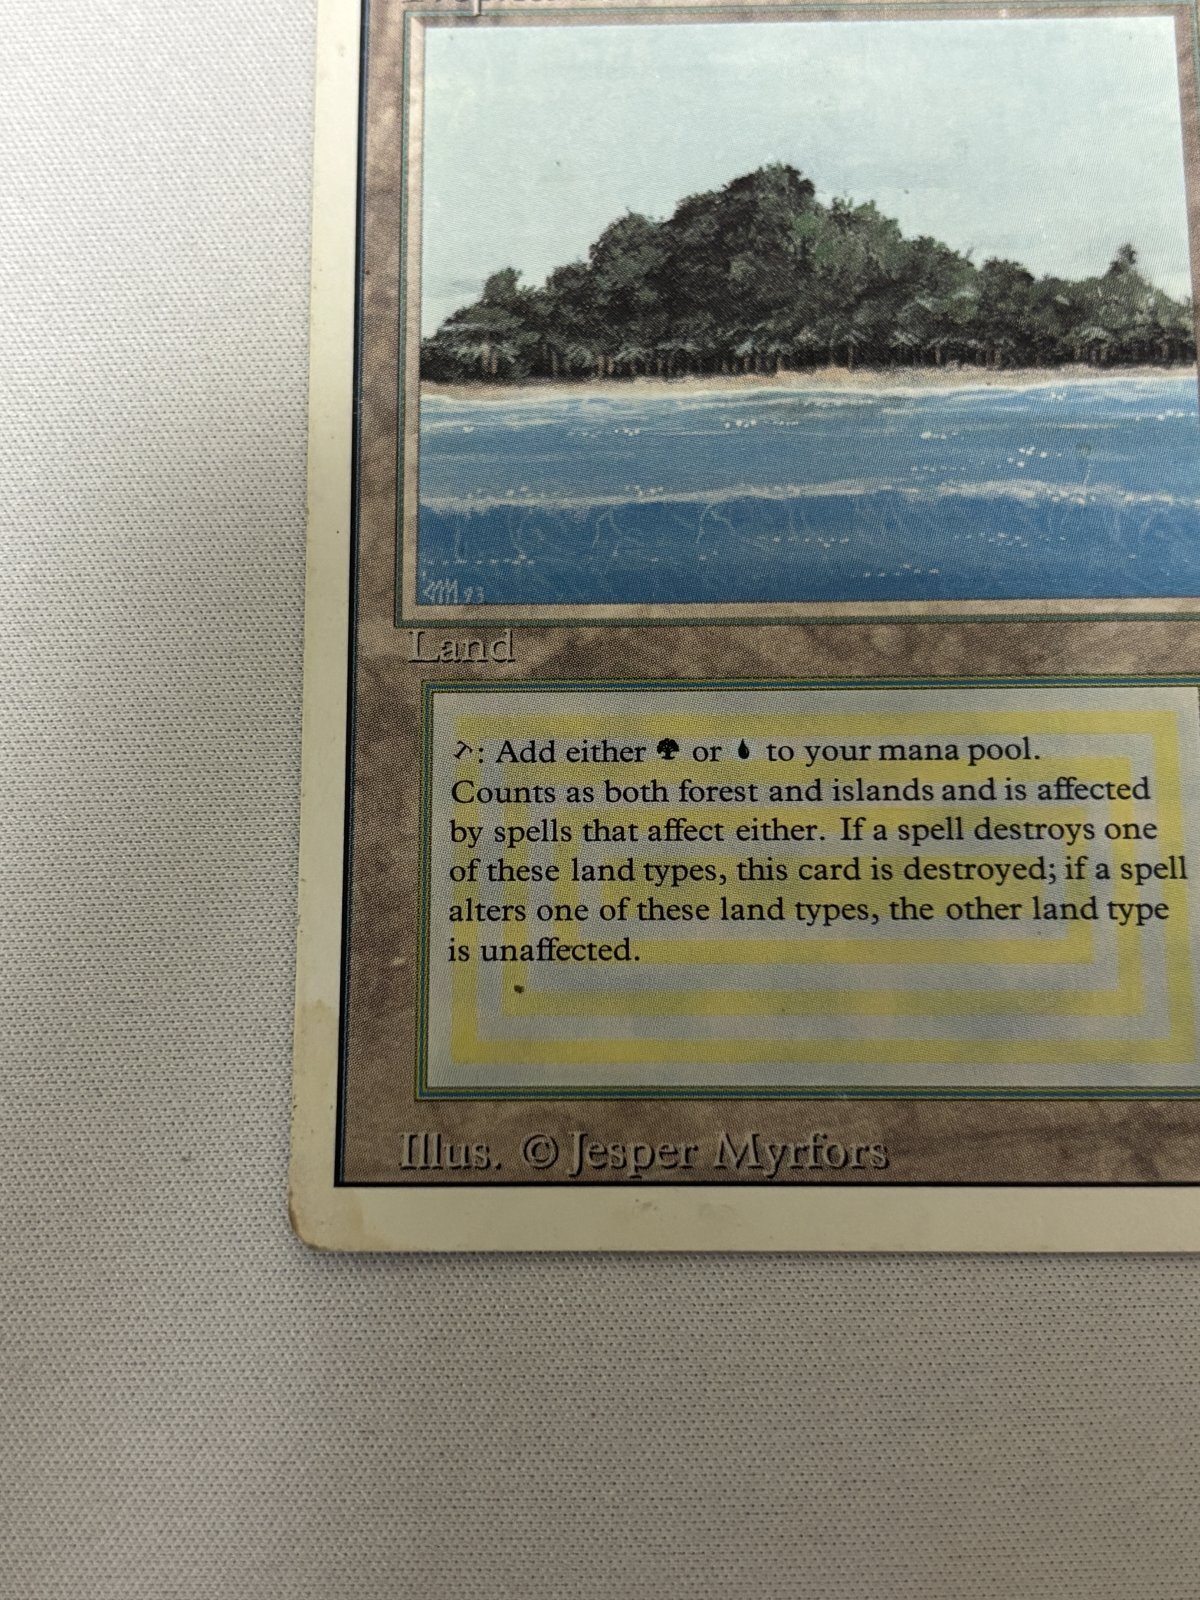 MM 93
Land
: Add either or to your mana pool.
Counts as both forest and islands and is affected
by spells that affect either. If a spell destroys one
of these land types, this card is destroyed; if a spell
alters one of these land types, the other land type
is unaffected.
Illus. © Jesper Myrfors